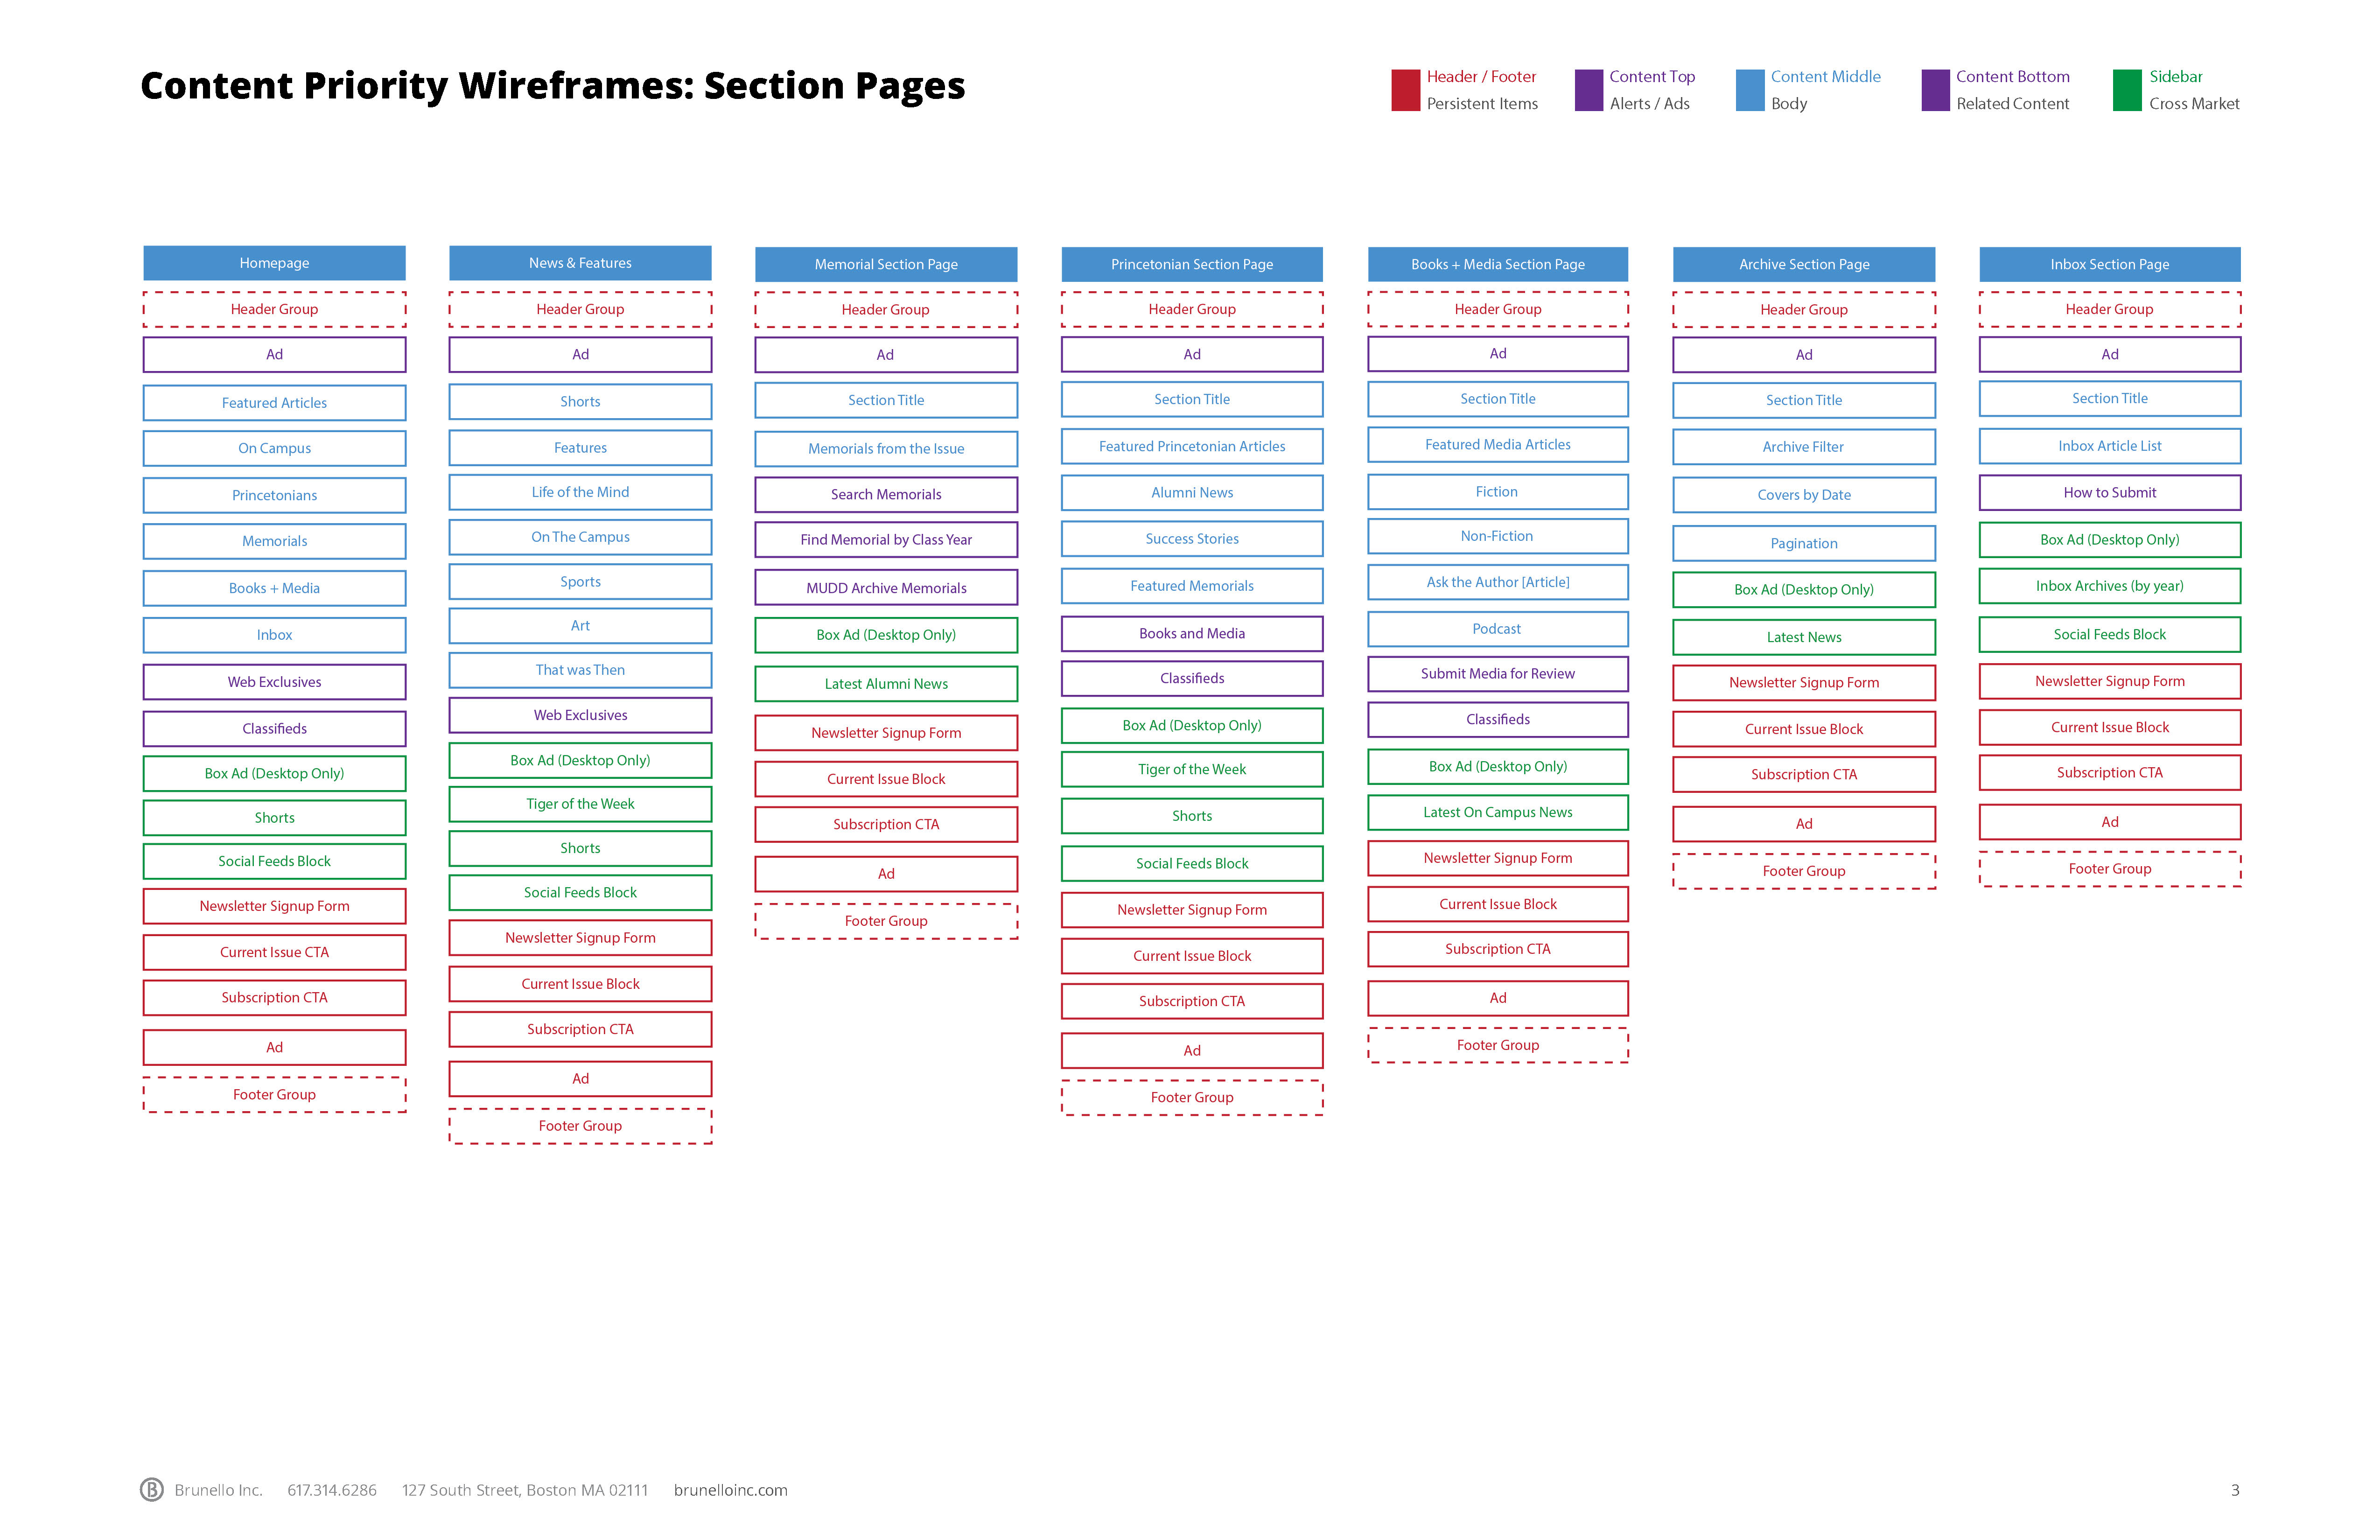 Content Priority Wireframes: Section Pages
Header / Footer
Persistent Items
Content Top
Alerts / Ads
Content Middle
Body
Content Bottom
Related Content
Sidebar
Cross Market
Homepage
Header Group
Ad
Featured Articles
On Campus
Princetonians
Memorials
Books + Media
Inbox
Web Exclusives
Classifieds
Box Ad (Desktop Only)
Shorts
Social Feeds Block
Newsletter Signup Form
Current Issue CTA
Subscription CTA
Ad
Footer Group
News & Features
Header Group
Ad
Shorts
Features
Life of the Mind
On The Campus
Sports
Art
That was Then
Web Exclusives
Box Ad (Desktop Only)
Tiger of the Week
Shorts
Social Feeds Block
Newsletter Signup Form
Current Issue Block
Subscription CTA
Ad
Footer Group
Memorial Section Page
Header Group
Ad
Section Title
Memorials from the Issue
Search Memorials
Find Memorial by Class Year
MUDD Archive Memorials
Box Ad (Desktop Only)
Latest Alumni News
Newsletter Signup Form
Current Issue Block
Subscription CTA
Ad
Footer Group
Princetonian Section Page
Header Group
Ad
Section Title
Featured Princetonian Articles
Alumni News
Success Stories
Featured Memorials
Books and Media
Classifieds
Box Ad (Desktop Only)
Tiger of the Week
Shorts
Social Feeds Block
Newsletter Signup Form
Current Issue Block
Subscription CTA
Ad
Footer Group
Books + Media Section Page
Header Group
Ad
Section Title
Featured Media Articles
Fiction
Non-Fiction
Ask the Author [Article]
Podcast
Submit Media for Review
Classifieds
Box Ad (Desktop Only)
Latest On Campus News
Newsletter Signup Form
Current Issue Block
Subscription CTA
Ad
Footer Group
Archive Section Page
Header Group
Ad
Section Title
Archive Filter
Covers by Date
Pagination
Box Ad (Desktop Only)
Latest News
Newsletter Signup Form
Current Issue Block
Subscription CTA
Ad
Footer Group
Inbox Section Page
Header Group
Ad
Section Title
Inbox Article List
How to Submit
Box Ad (Desktop Only)
Inbox Archives (by year)
Social Feeds Block
Newsletter Signup Form
Current Issue Block
Subscription CTA
Ad
Footer Group
B Brunello Inc. 617.314.6286 127 South Street, Boston MA 02111 brunelloinc.com
3